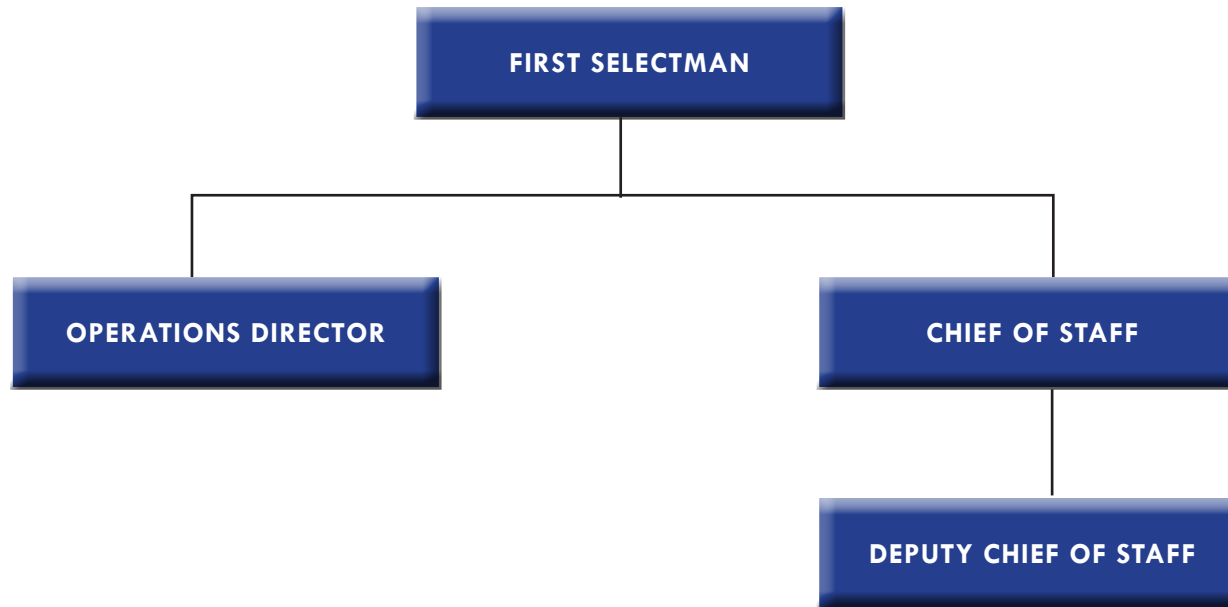 FIRST SELECTMAN
OPERATIONS DIRECTOR
CHIEF OF STAFF
DEPUTY CHIEF OF STAFF